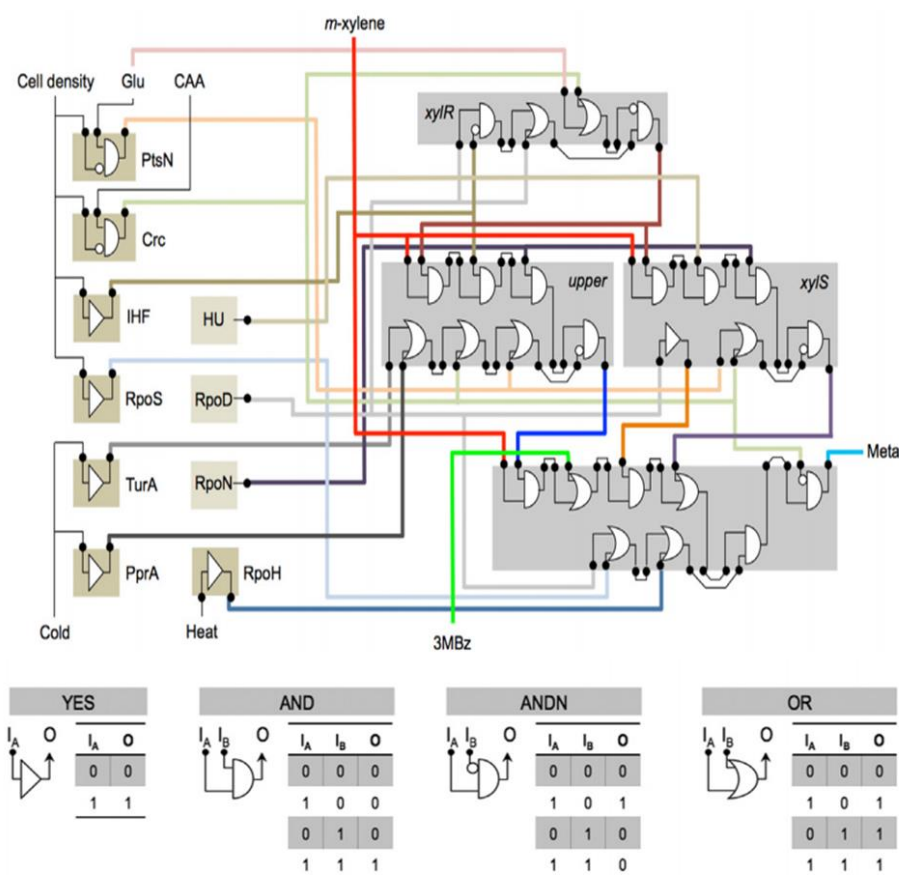 m-xylene
Cell density Glu CAA
xylR
PtsN
Crc
IHF
HU
upper
xylS
RpoS
RpoD
TurA
RpoN
Meta
PprA
RpoH
Cold
Heat
3MBz
YES
AND
ANDN
OR
IA O
IA O
0 0
1 1
IA IB O
IA IB O
0 0 0
1 0 0
0 1 0
1 1 1
IA IB O
IA IB O
0 0 0
1 0 1
0 1 0
1 1 0
IA IB O
IA IB O
0 0 0
1 0 1
0 1 1
1 1 1